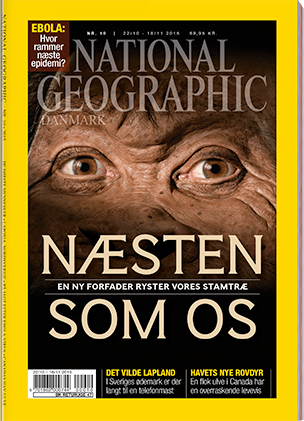 EBOLA:
Hvor
rammer
næste
epidemi?
NATIONAL
GEOGRAPHIC
DANMARK
NÆSTEN
EN NY FORFADER RYSTER VORES STAMTRÆ
SOM OS
DET VILDE LAPLAND
I Sveriges ødemark er der
langt til en telefonmast
HAVETS NYE ROVDYR
En flok ulve i Canada har
en overraskende levevis
NATIONAL GEOGRAPHIC